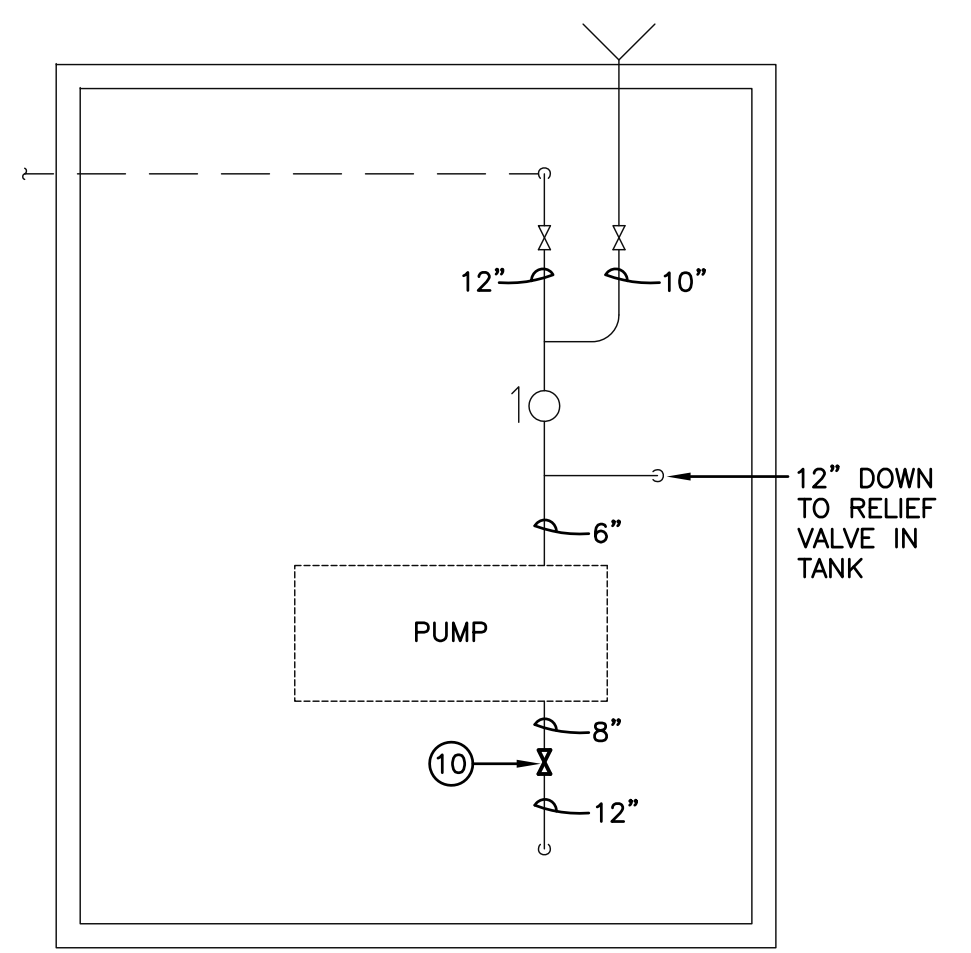 12” 10”
1
12” DOWN
TO RELIEF
VALVE IN
TANK
6”
PUMP
8”
10
12”